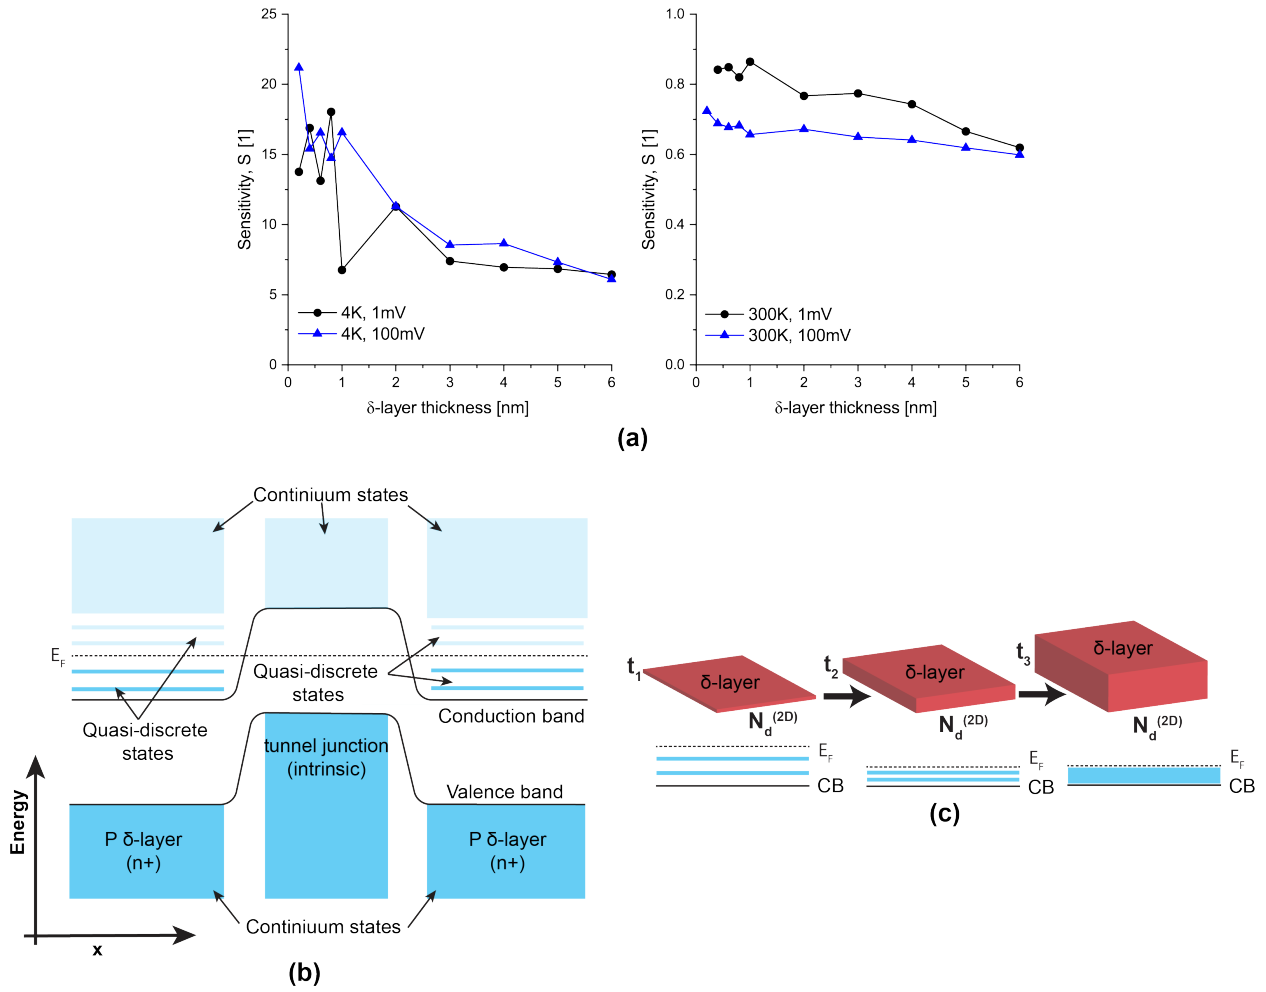 25
20
15
10
5
0
Sensitivity, S [1]
4K, 1mV
4K, 100mV
0 1 2 3 4 5 6
δ-layer thickness [nm]
1.0
0.8
0.6
0.4
0.2
0.0
Sensitivity, S [1]
300K, 1mV
300K, 100mV
0 1 2 3 4 5 6
δ-layer thickness [nm]
(a)
Continiuum states
E_F
Quasi-discrete
states
Quasi-discrete
states
Conduction band
tunnel junction
(intrinsic)
Valence band
P δ-layer
(n+)
P δ-layer
(n+)
Continiuum states
Energy
x
(b)
t1
δ-layer
Nd(2D)
t2
δ-layer
Nd(2D)
t3
δ-layer
Nd(2D)
E_F
CB
E_F
CB
E_F
CB
(c)